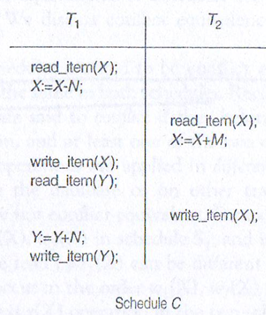 T1 T2
read_item(X);
X:=X-N;
read_item(X);
X:=X+M;
write_item(X);
read_item(Y);
write_item(X);
Y:=Y+N;
write_item(Y);
Schedule C